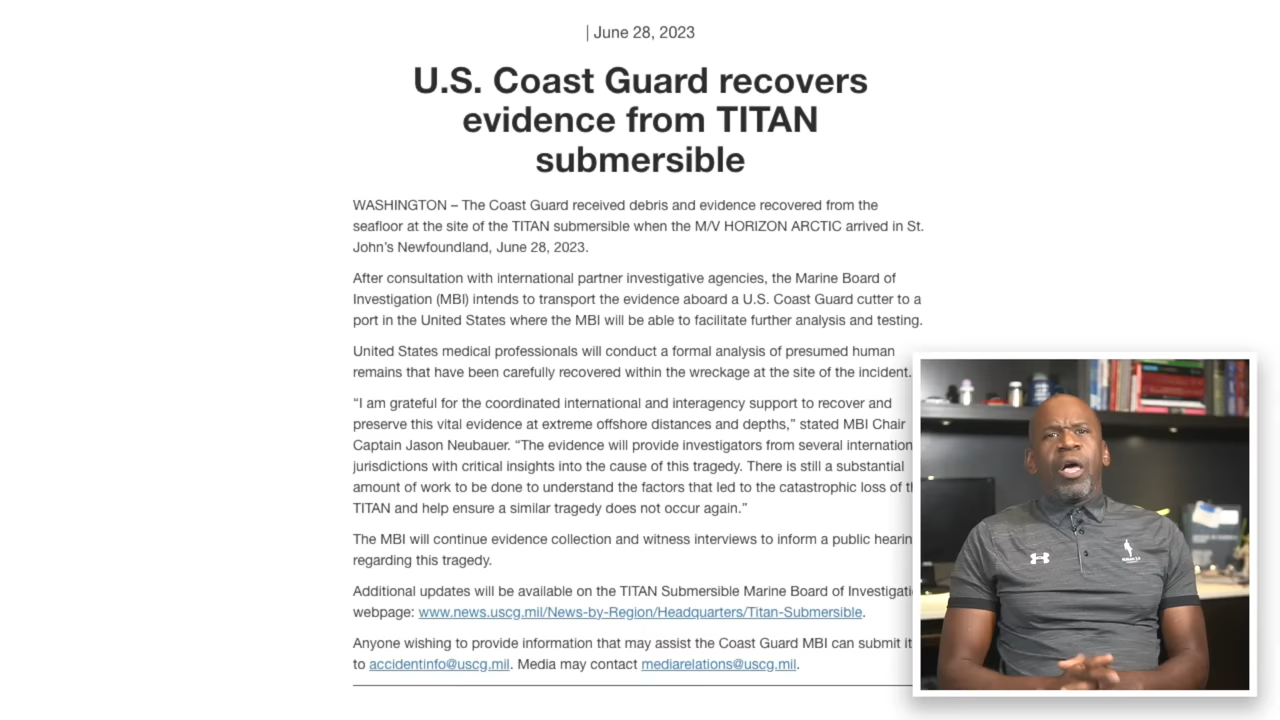 | June 28, 2023
U.S. Coast Guard recovers
evidence from TITAN
submersible
WASHINGTON – The Coast Guard received debris and evidence recovered from the
seafloor at the site of the TITAN submersible when the M/V HORIZON ARCTIC arrived in St.
John’s Newfoundland, June 28, 2023.
After consultation with international partner investigative agencies, the Marine Board of
Investigation (MBI) intends to transport the evidence aboard a U.S. Coast Guard cutter to a
port in the United States where the MBI will be able to facilitate further analysis and testing.
United States medical professionals will conduct a formal analysis of presumed human
remains that have been carefully recovered within the wreckage at the site of the incident.
“I am grateful for the coordinated international and interagency support to recover and
preserve this vital evidence at extreme offshore distances and depths,” stated MBI Chair
Captain Jason Neubauer. “The evidence will provide investigators from several internation
jurisdictions with critical insights into the cause of this tragedy. There is still a substantial
amount of work to be done to understand the factors that led to the catastrophic loss of t
TITAN and help ensure a similar tragedy does not occur again.”
The MBI will continue evidence collection and witness interviews to inform a public hearin
regarding this tragedy.
Additional updates will be available on the TITAN Submersible Marine Board of Investigati
webpage: www.news.uscg.mil/News-by-Region/Headquarters/Titan-Submersible.
Anyone wishing to provide information that may assist the Coast Guard MBI can submit it
to accidentinfo@uscg.mil. Media may contact mediarelations@uscg.mil.